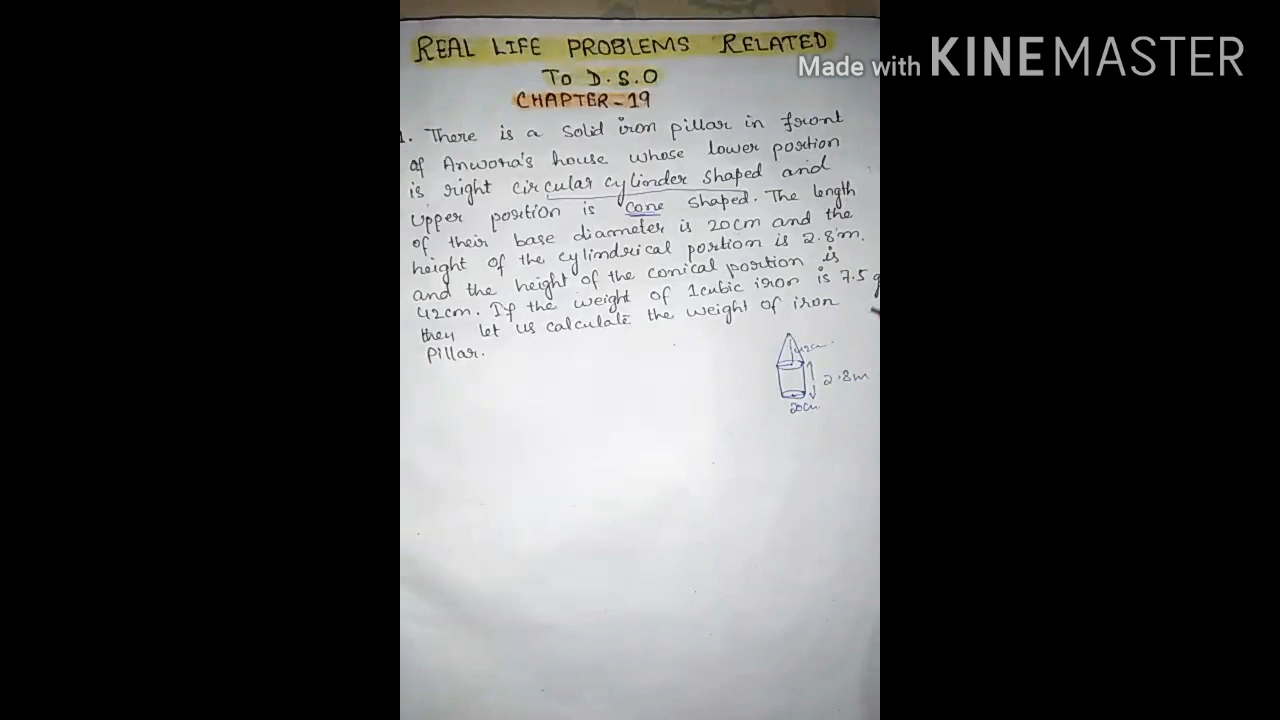 REAL LIFE PROBLEMS RELATED
TO D.S.O
CHAPTER-19
1. There is a solid iron pillar in front
of Anwora's house whose lower portion
is right circular cylinder shaped and
upper portion is cone shaped. The length
of their base diameter is 20cm and the
height of the cylindrical portion is 2.8m.
and the height of the conical portion is
42cm. If the weight of 1cubic iron is 7.5 g
they let us calculate the weight of iron
pillar.
2.8m
20cm
Made with KINEMASTER